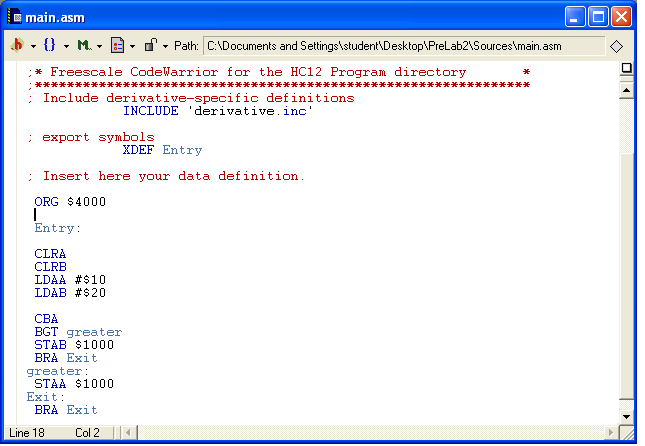 main.asm
h {} M. Path: C:\Documents and Settings\student\Desktop\PreLab2\Sources\main.asm
;* Freescale CodeWarrior for the HC12 Program directory *
;**************************************************************
; Include derivative-specific definitions
INCLUDE 'derivative.inc'
; export symbols
XDEF Entry
; Insert here your data definition.
ORG $4000
Entry:
CLRA
CLRB
LDAA #$10
LDAB #$20
CBA
BGT greater
STAB $1000
BRA Exit
greater:
STAA $1000
Exit:
BRA Exit
Line 18 Col 2